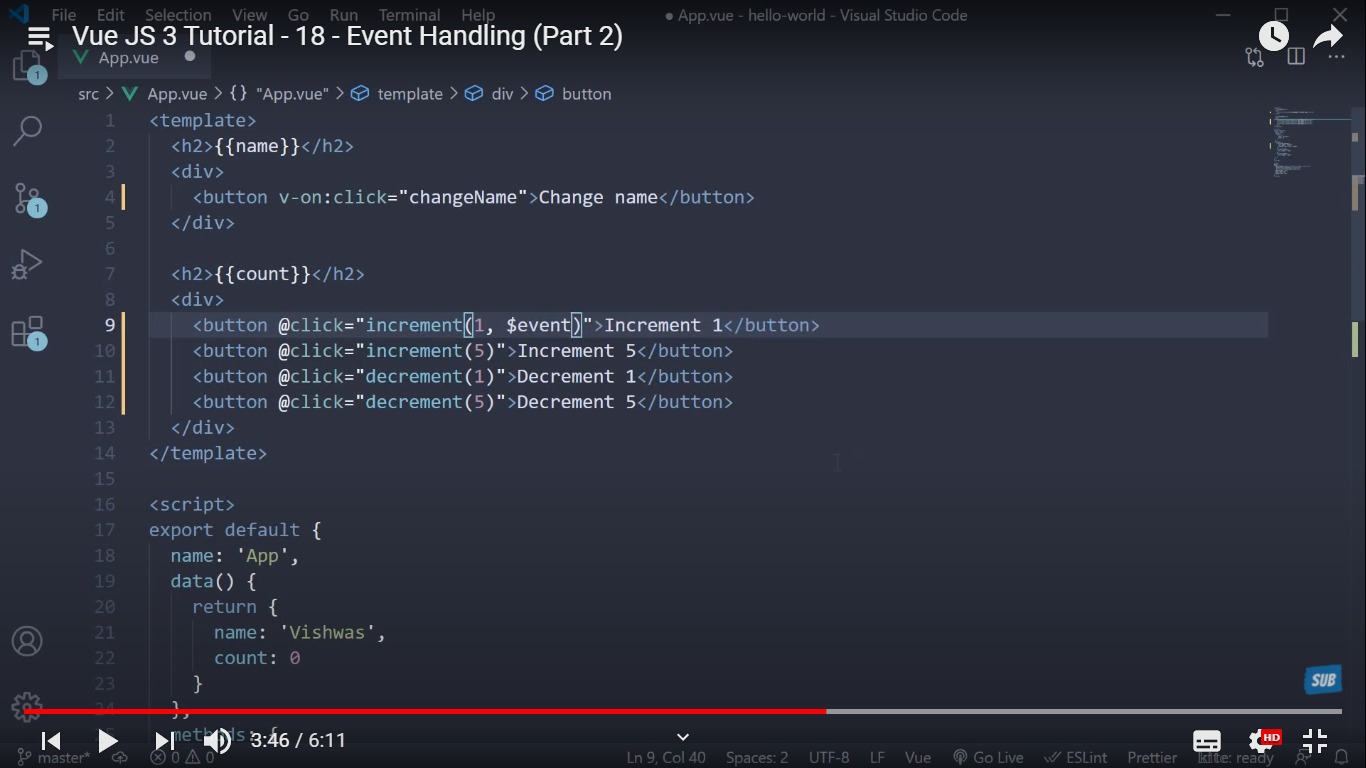 File Edit Selection View Go Run Terminal Help
● App.vue - hello-world - Visual Studio Code
Vue JS 3 Tutorial - 18 - Event Handling (Part 2)
App.vue ●
src > App.vue > {} "App.vue" > template > div > button
1 <template>
2 <h2>{{name}}</h2>
3 <div>
4 <button v-on:click="changeName">Change name</button>
5 </div>
6
7 <h2>{{count}}</h2>
8 <div>
9 <button @click="increment(1, $event)">Increment 1</button>
10 <button @click="increment(5)">Increment 5</button>
11 <button @click="decrement(1)">Decrement 1</button>
12 <button @click="decrement(5)">Decrement 5</button>
13 </div>
14 </template>
15
16 <script>
17 export default {
18 name: 'App',
19 data() {
20 return {
21 name: 'Vishwas',
22 count: 0
23 }
24 },
methods: {
1
1
1
SUB
3:46 / 6:11
HD
master* 0 0
Ln 9, Col 40 Spaces: 2 UTF-8 LF Vue Go Live ESLint Prettier kite: ready